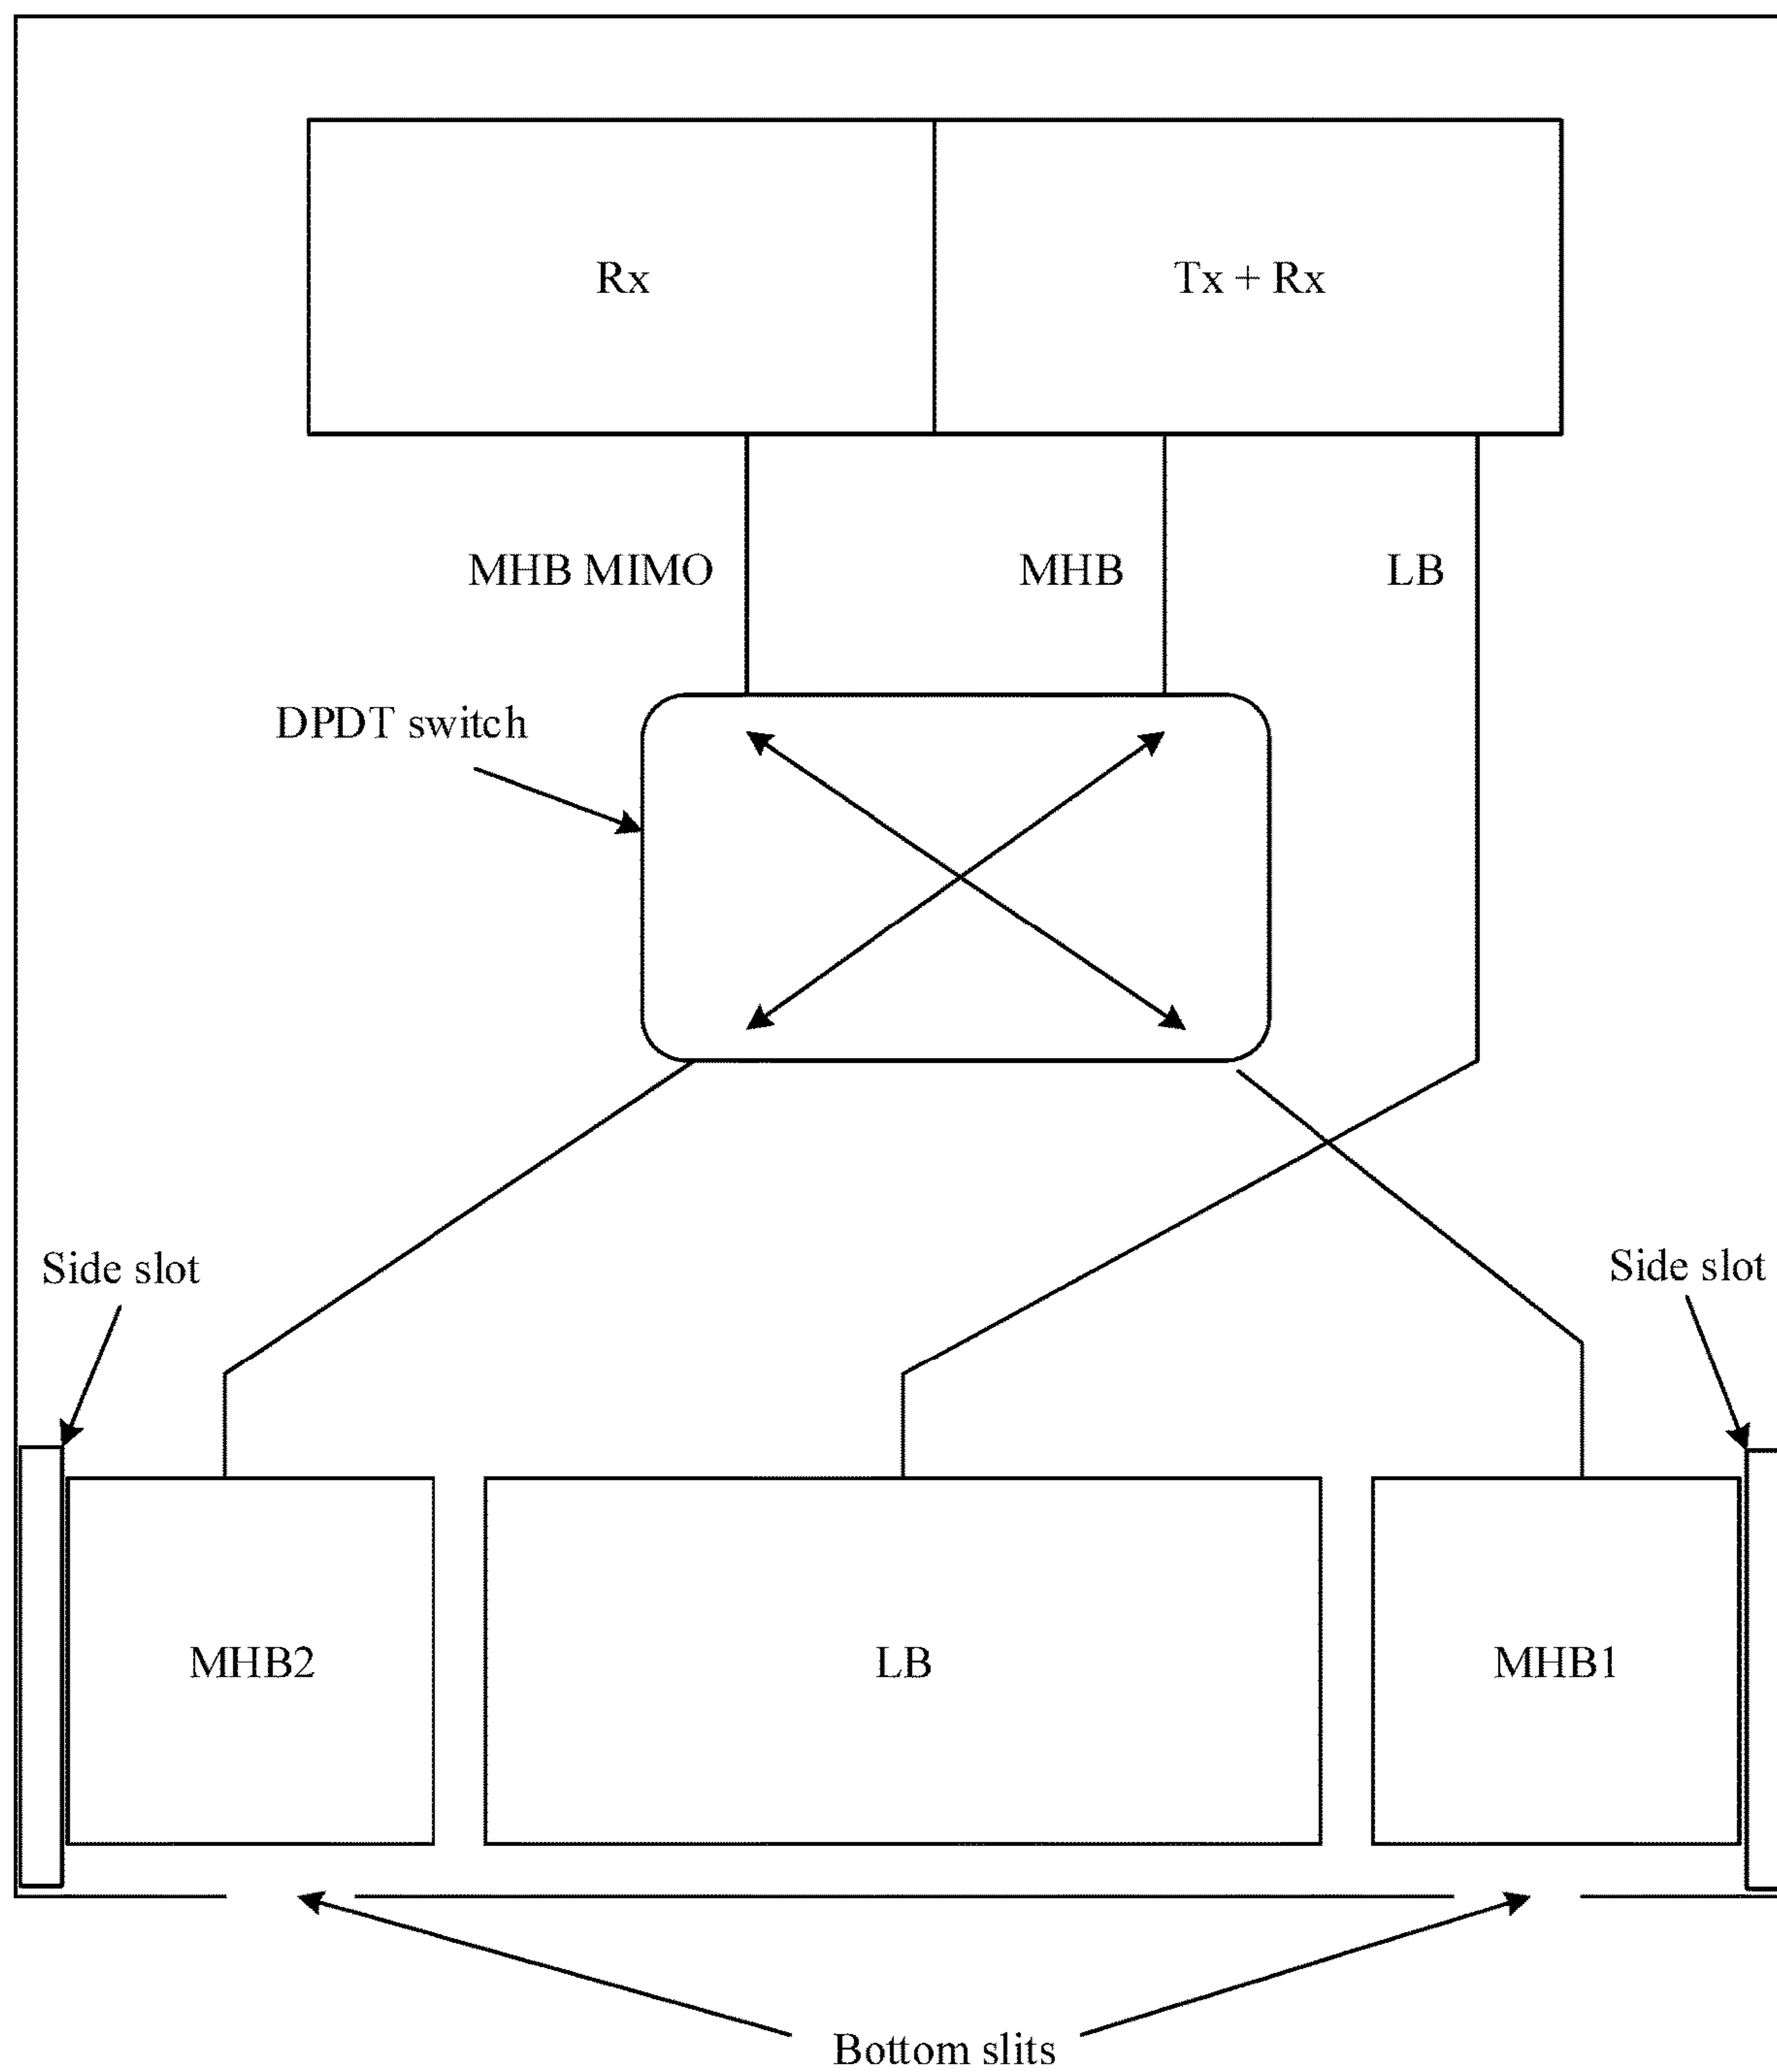 Rx
Tx + Rx
MHB MIMO
MHB
LB
DPDT switch
Side slot
Side slot
MHB2
LB
MHB1
Bottom slits